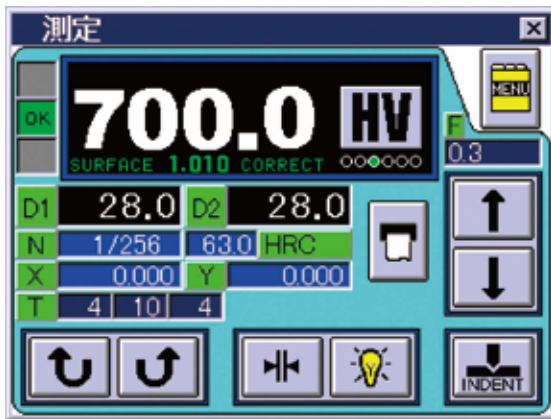 測定
MENU
OK
700.0 HV
SURFACE 1.010 CORRECT
F
0.3
D1 28.0 D2 28.0
N 1/256 63.0 HRC
X 0.000 Y 0.000
T 4 10 4
INDENT